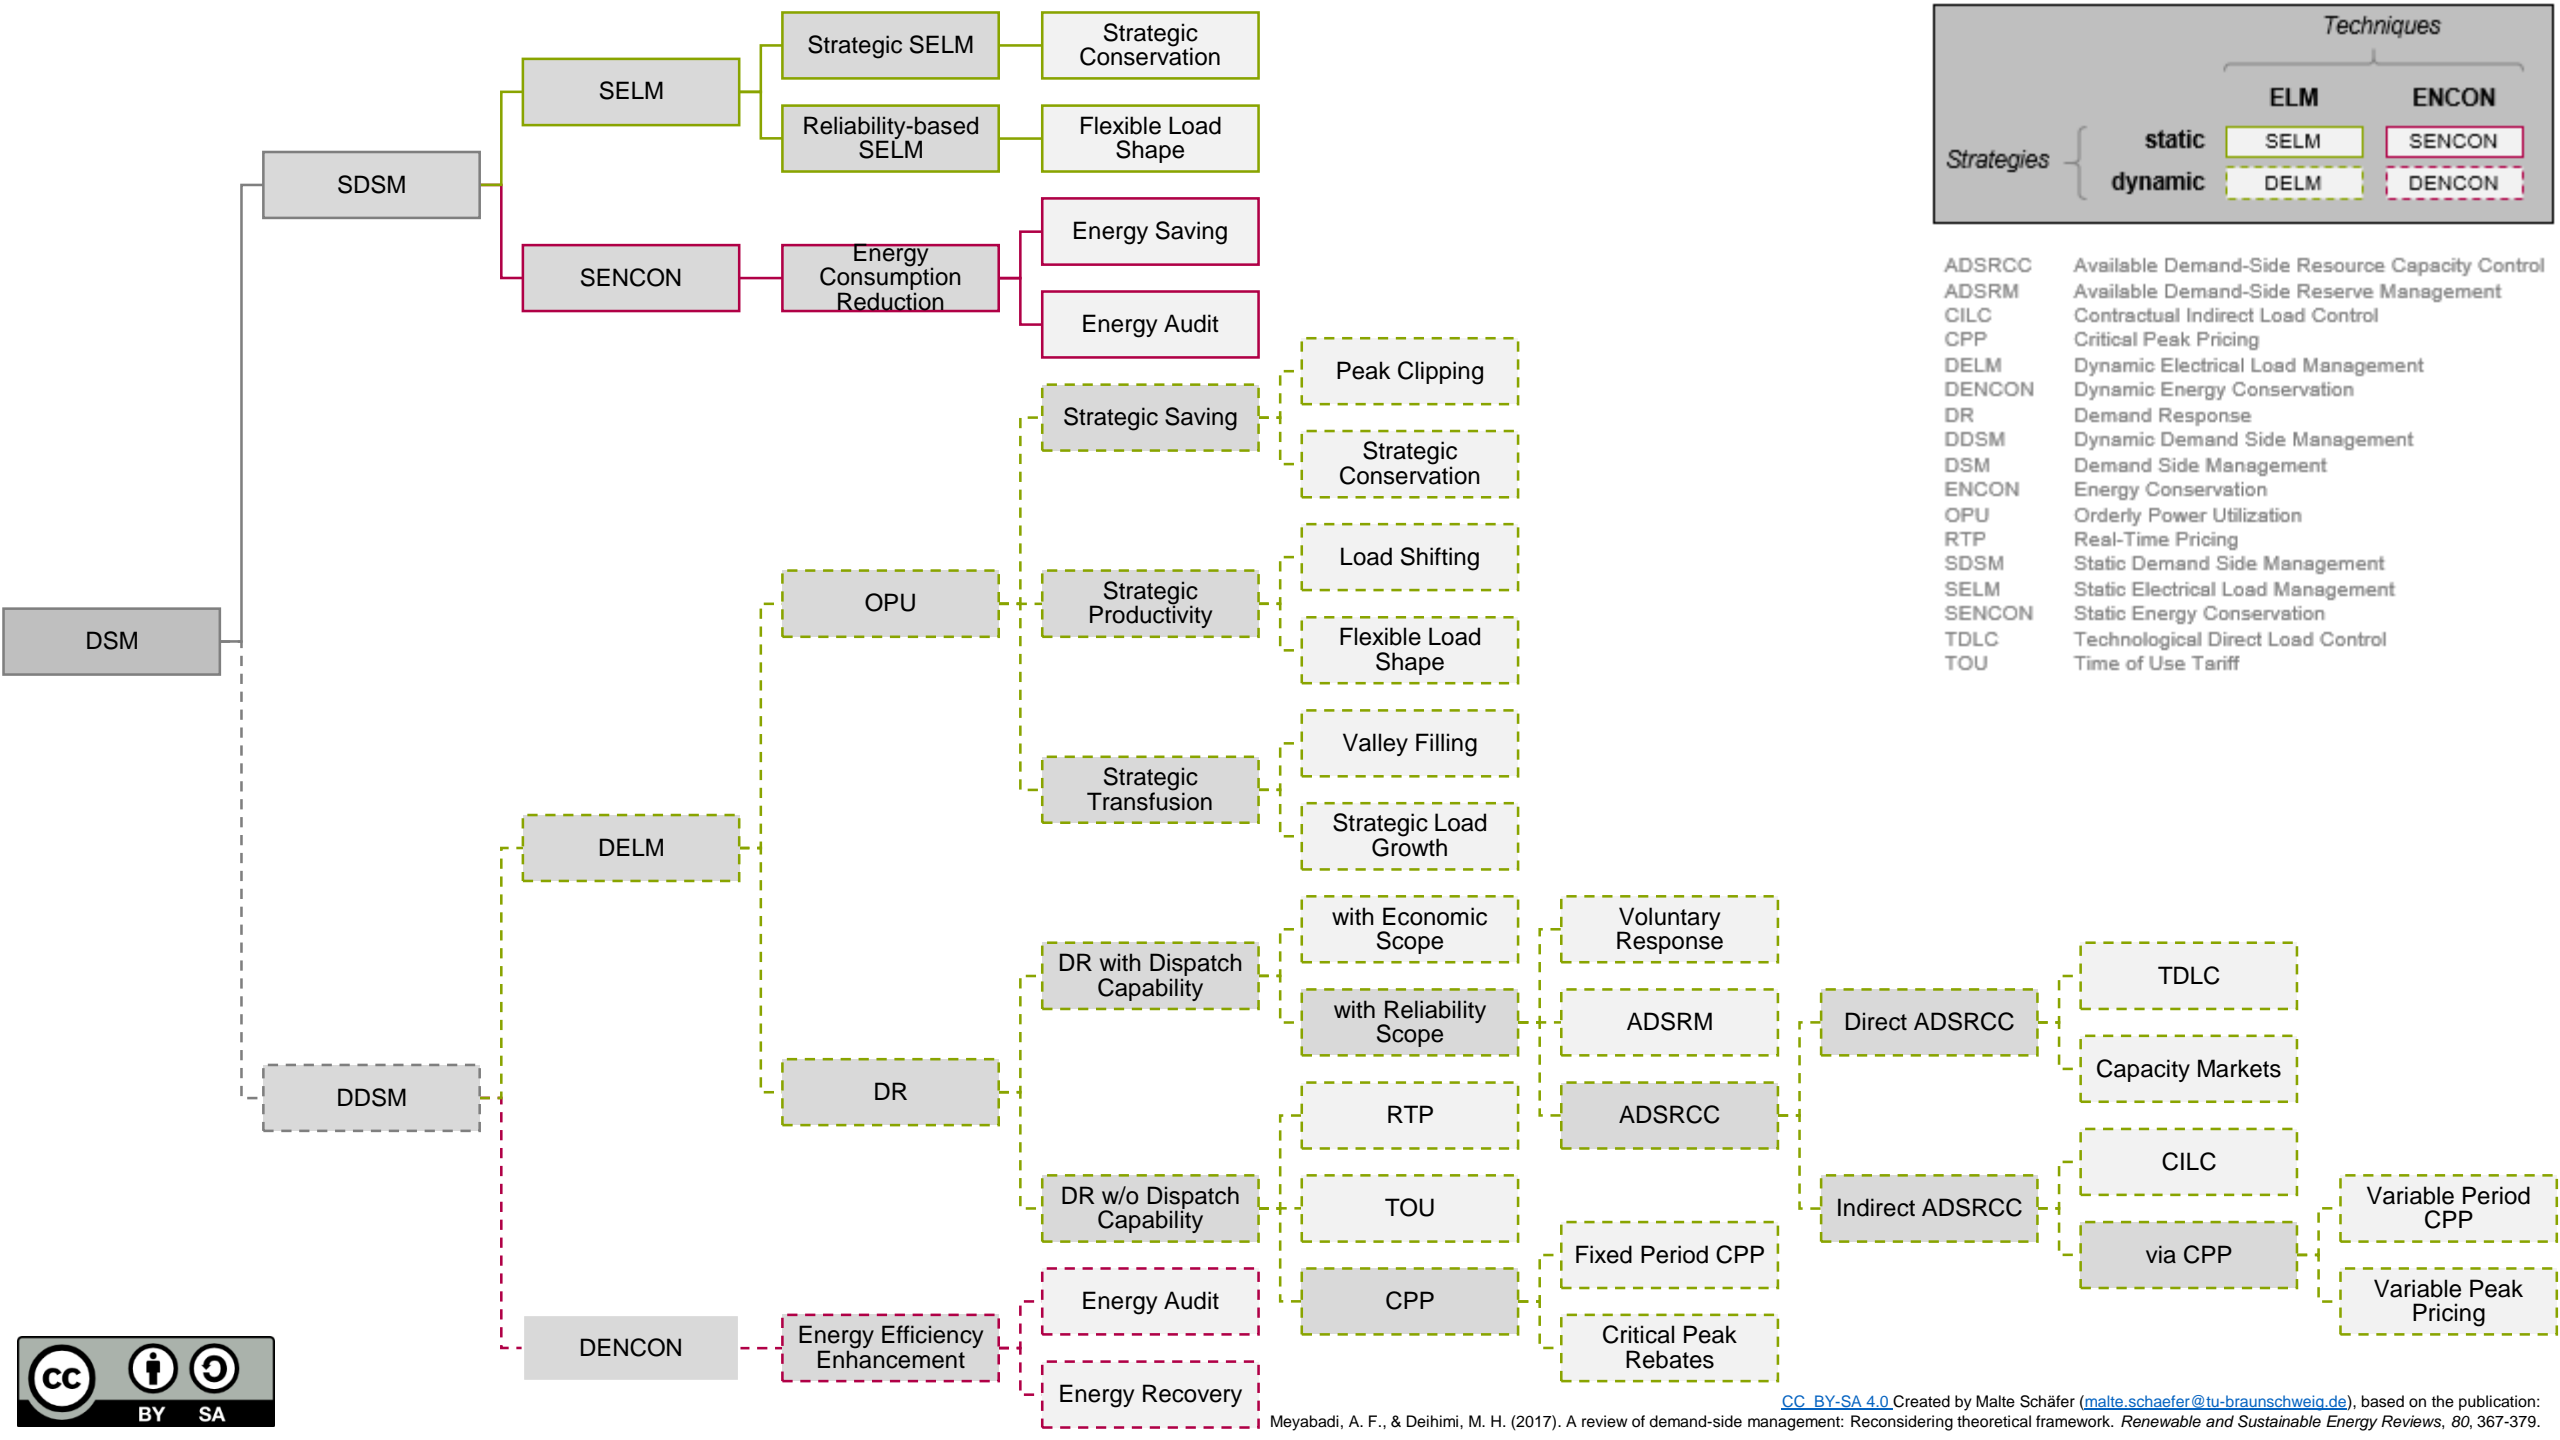 DSM
SDSM
SELM
Strategic SELM
Strategic
Conservation
Reliability-based
SELM
Flexible Load
Shape
SENCON
Energy
Consumption
Reduction
Energy Saving
Energy Audit
DDSM
DELM
OPU
Strategic Saving
Peak Clipping
Strategic
Conservation
Strategic
Productivity
Load Shifting
Flexible Load
Shape
Strategic
Transfusion
Valley Filling
Strategic Load
Growth
DR
DR with Dispatch
Capability
with Economic
Scope
with Reliability
Scope
Voluntary
Response
ADSRM
ADSRCC
Direct ADSRCC
TDLC
Capacity Markets
Indirect ADSRCC
CILC
via CPP
Variable Period
CPP
Variable Peak
Pricing
DR w/o Dispatch
Capability
RTP
TOU
CPP
Fixed Period CPP
Critical Peak
Rebates
DENCON
Energy Efficiency
Enhancement
Energy Audit
Energy Recovery
Techniques
ELM ENCON
Strategies
static SELM SENCON
dynamic DELM DENCON
ADSRCC Available Demand-Side Resource Capacity Control
ADSRM Available Demand-Side Reserve Management
CILC Contractual Indirect Load Control
CPP Critical Peak Pricing
DELM Dynamic Electrical Load Management
DENCON Dynamic Energy Conservation
DR Demand Response
DDSM Dynamic Demand Side Management
DSM Demand Side Management
ENCON Energy Conservation
OPU Orderly Power Utilization
RTP Real-Time Pricing
SDSM Static Demand Side Management
SELM Static Electrical Load Management
SENCON Static Energy Conservation
TDLC Technological Direct Load Control
TOU Time of Use Tariff
cc
BY SA
CC BY-SA 4.0 Created by Malte Schäfer (malte.schaefer@tu-braunschweig.de), based on the publication:
Meyabadi, A. F., & Deihimi, M. H. (2017). A review of demand-side management: Reconsidering theoretical framework. Renewable and Sustainable Energy Reviews, 80, 367-379.